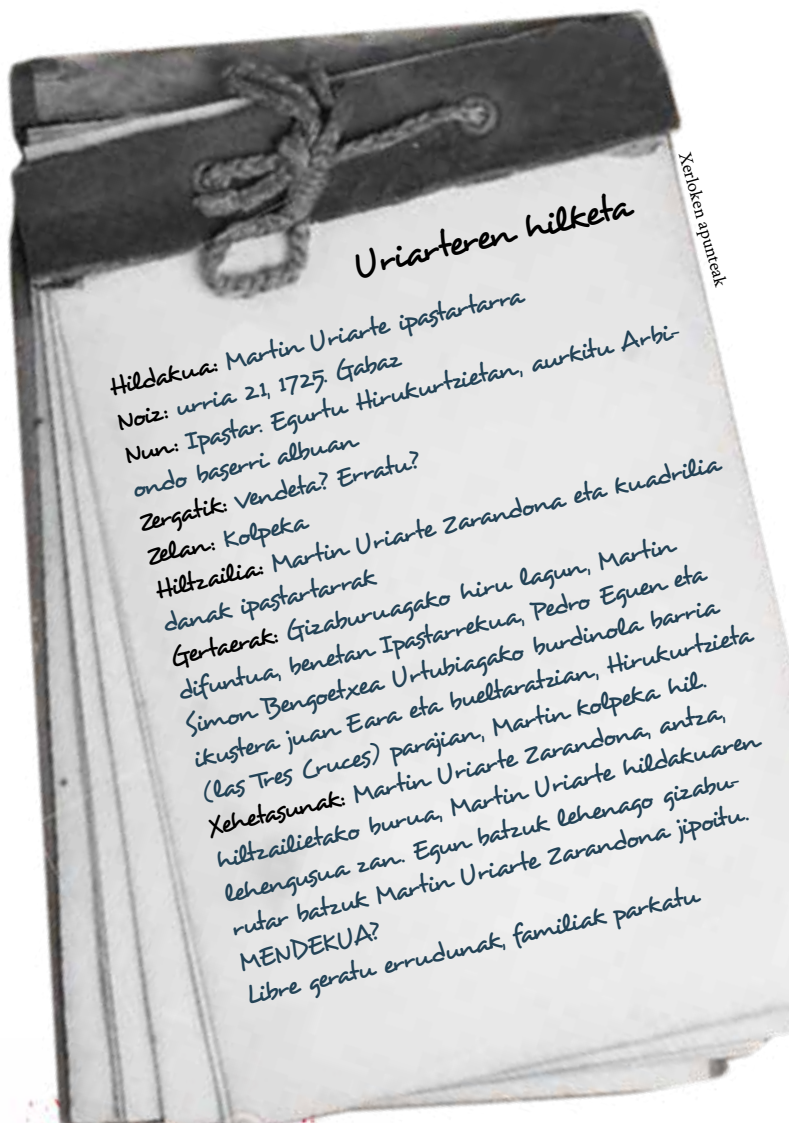 Xerloken apunteak
Uriarteren hilketa
Hildakua: Martin Uriarte ipastartarra
Noiz: urria 21, 1725. Gabaz
Nun: Ipastar. Egurtu Hirukurtzietan, aurkitu Arbi-
ondo baserri albuan
Zergatik: Vendeta? Erratu?
Zelan: Kolpeka
Hiltzailia: Martin Uriarte Zarandona eta kuadrilia
danak ipastartarrak
Gertaerak: Gizaburuagako hiru lagun, Martin
difuntua, benetan Ipastarrekua, Pedro Eguen eta
Simon Bengoetxea Urtubiagako burdinola barria
ikustera juan Eara eta bueltaratzian, Hirukurtzieta
(las Tres Cruces) parajian, Martin kolpeka hil.
Xehetasunak: Martin Uriarte Zarandona, antza,
hiltzailietako burua, Martin Uriarte hildakuaren
lehengusua zan. Egun batzuk lehenago gizabu-
rutar batzuk Martin Uriarte Zarandona jipoitu.
MENDEKUA?
Libre geratu errudunak, familiak parkatu